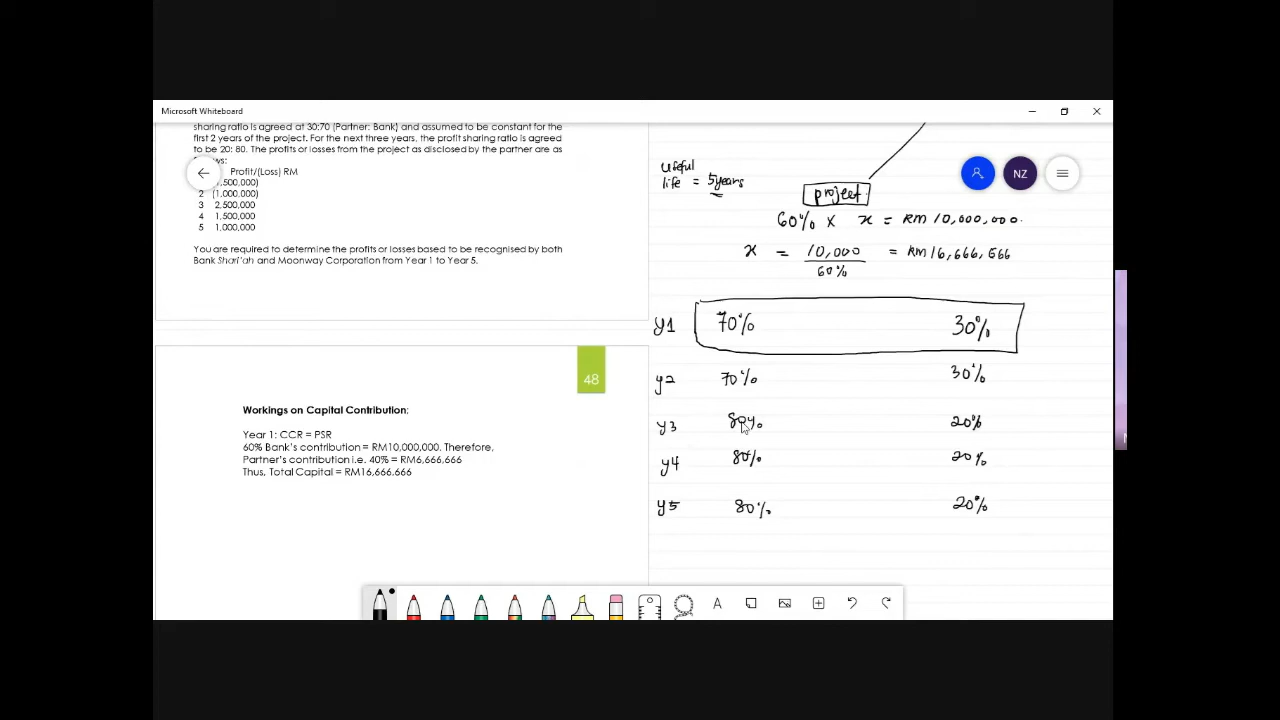 Microsoft Whiteboard
sharing ratio is agreed at 30:70 (Partner: Bank) and assumed to be constant for the
first 2 years of the project. For the next three years, the profit sharing ratio is agreed
to be 20: 80. The profits or losses from the project as disclosed by the partner are as
ws:
Profit/(Loss) RM
,500,000)
2 (1,000,000)
3 2,500,000
4 1,500,000
5 1,000,000
You are required to determine the profits or losses based to be recognised by both
Bank Shari'ah and Moonway Corporation from Year 1 to Year 5.
48
Workings on Capital Contribution:
Year 1: CCR = PSR
60% Bank's contribution = RM10,000,000. Therefore,
Partner's contribution i.e. 40% = RM6,666,666
Thus, Total Capital = RM16,666,666
Useful
life = 5years
project
NZ
60% x x = RM 10,000,000.
x = 10,000 = RM 16,666,666
60%
y1 70% 30%
y2 70% 30%
y3 80% 20%
y4 80% 20%
y5 80% 20%
A